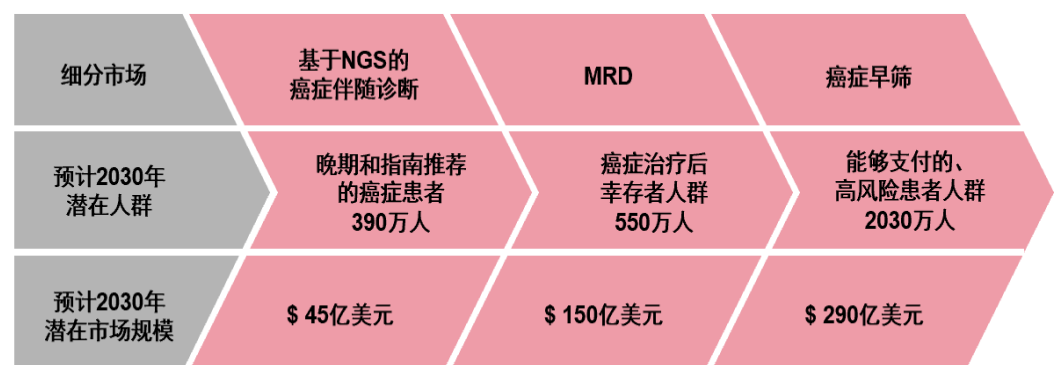 细分市场
基于NGS的
癌症伴随诊断
MRD
癌症早筛
预计2030年
潜在人群
晚期和指南推荐
的癌症患者
390万人
癌症治疗后
幸存者人群
550万人
能够支付的、
高风险患者人群
2030万人
预计2030年
潜在市场规模
$ 45亿美元
$ 150亿美元
$ 290亿美元